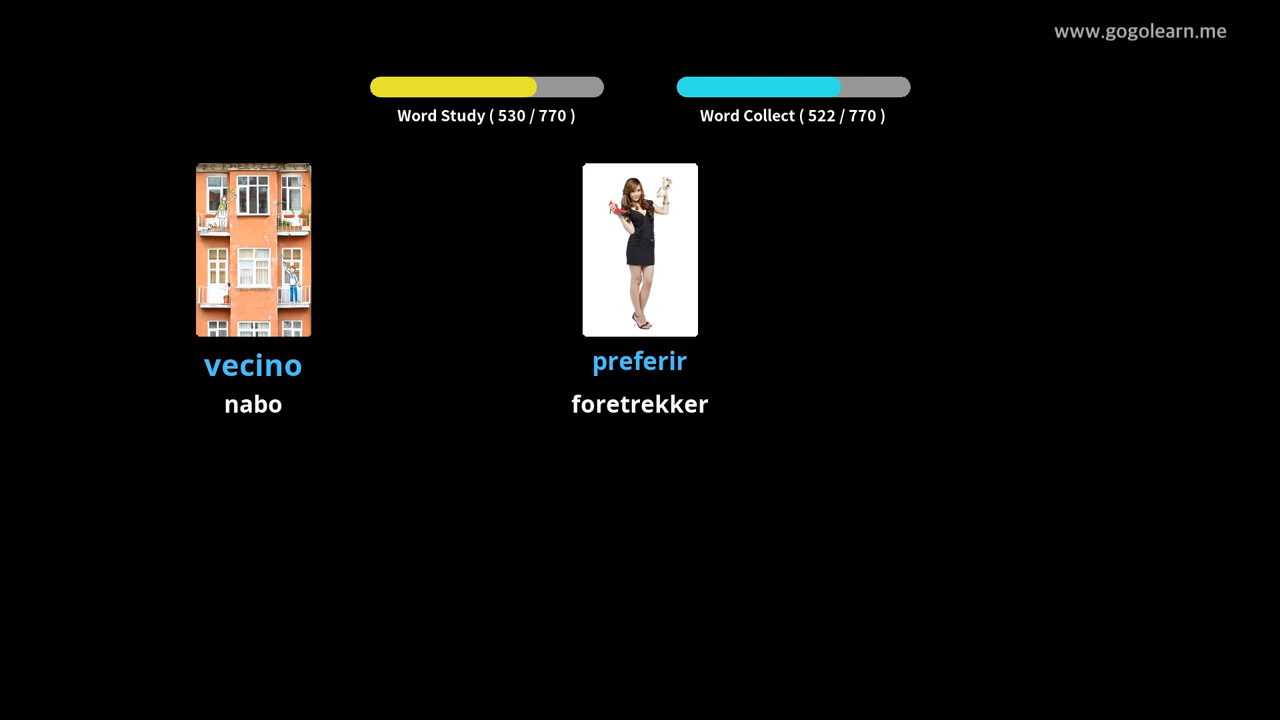 www.gogolearn.me
Word Study ( 530 / 770 )
Word Collect ( 522 / 770 )
vecino
nabo
preferir
foretrekker